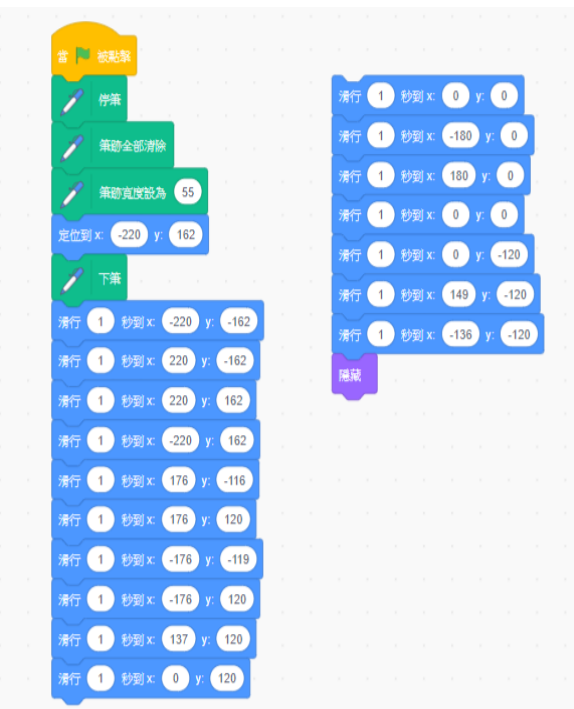 當 被點擊
停筆
筆跡全部清除
筆跡寬度設為 55
定位到 x: -220 y: 162
下筆
滑行 1 秒到 x: -220 y: -162
滑行 1 秒到 x: 220 y: -162
滑行 1 秒到 x: 220 y: 162
滑行 1 秒到 x: -220 y: 162
滑行 1 秒到 x: 176 y: -116
滑行 1 秒到 x: 176 y: 120
滑行 1 秒到 x: -176 y: -119
滑行 1 秒到 x: -176 y: 120
滑行 1 秒到 x: 137 y: 120
滑行 1 秒到 x: 0 y: 120
滑行 1 秒到 x: 0 y: 0
滑行 1 秒到 x: -180 y: 0
滑行 1 秒到 x: 180 y: 0
滑行 1 秒到 x: 0 y: 0
滑行 1 秒到 x: 0 y: -120
滑行 1 秒到 x: 149 y: -120
滑行 1 秒到 x: -136 y: -120
隱藏